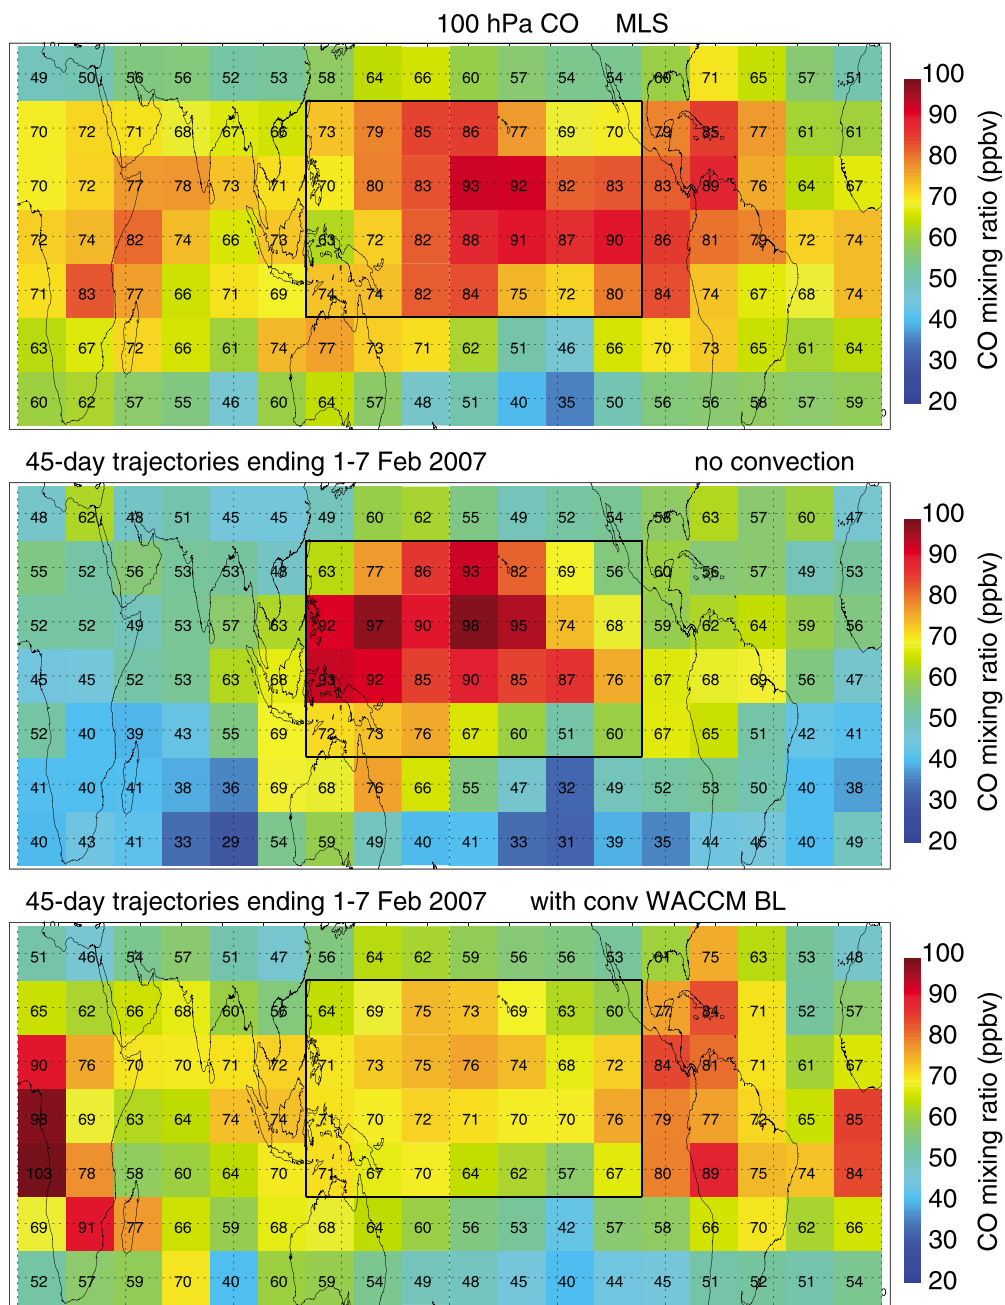 100 hPa CO MLS
49 50 56 56 52 53 58 64 66 60 57 54 54 69 71 65 57 51
70 72 71 68 67 66 73 79 85 86 77 69 70 79 85 77 61 61
70 72 77 78 73 71 70 80 83 93 92 82 83 83 89 76 64 67
72 74 82 74 66 73 63 72 82 88 91 87 90 86 81 79 72 74
71 83 77 66 71 69 74 74 82 84 75 72 80 84 74 67 68 74
63 67 72 66 61 74 77 73 71 62 51 46 66 70 73 65 61 64
60 62 57 55 46 60 64 57 48 51 40 35 50 56 56 58 57 59
100
90
80
70
60
50
40
30
20
CO mixing ratio (ppbv)
45-day trajectories ending 1-7 Feb 2007 no convection
48 62 48 51 45 45 49 60 62 55 49 52 54 58 63 57 60 47
55 52 56 53 53 48 63 77 86 93 82 69 56 60 56 57 49 53
52 52 49 53 57 63 92 97 90 98 95 74 68 59 62 64 59 56
45 45 52 53 63 68 93 92 85 90 85 87 76 67 68 69 56 47
52 40 39 43 55 69 72 73 76 67 60 51 60 67 65 51 42 41
41 40 41 38 36 69 68 76 66 55 47 32 49 52 53 50 40 38
40 43 41 33 29 54 59 49 40 41 33 31 39 35 44 45 40 49
100
90
80
70
60
50
40
30
20
CO mixing ratio (ppbv)
45-day trajectories ending 1-7 Feb 2007 with conv WACCM BL
51 46 54 57 51 47 56 64 62 59 56 56 53 61 75 63 53 48
65 62 66 68 60 56 64 69 75 73 69 63 60 77 84 71 52 57
90 76 70 70 71 72 71 73 75 76 74 68 72 84 81 71 61 67
98 69 63 64 74 74 71 70 72 71 70 70 76 79 77 72 65 85
103 78 58 60 64 70 71 67 70 64 62 57 67 80 89 75 74 84
69 91 77 66 59 68 68 64 60 56 53 42 57 58 66 70 62 66
52 57 59 70 40 60 59 54 49 48 45 40 44 45 51 52 51 54
100
90
80
70
60
50
40
30
20
CO mixing ratio (ppbv)